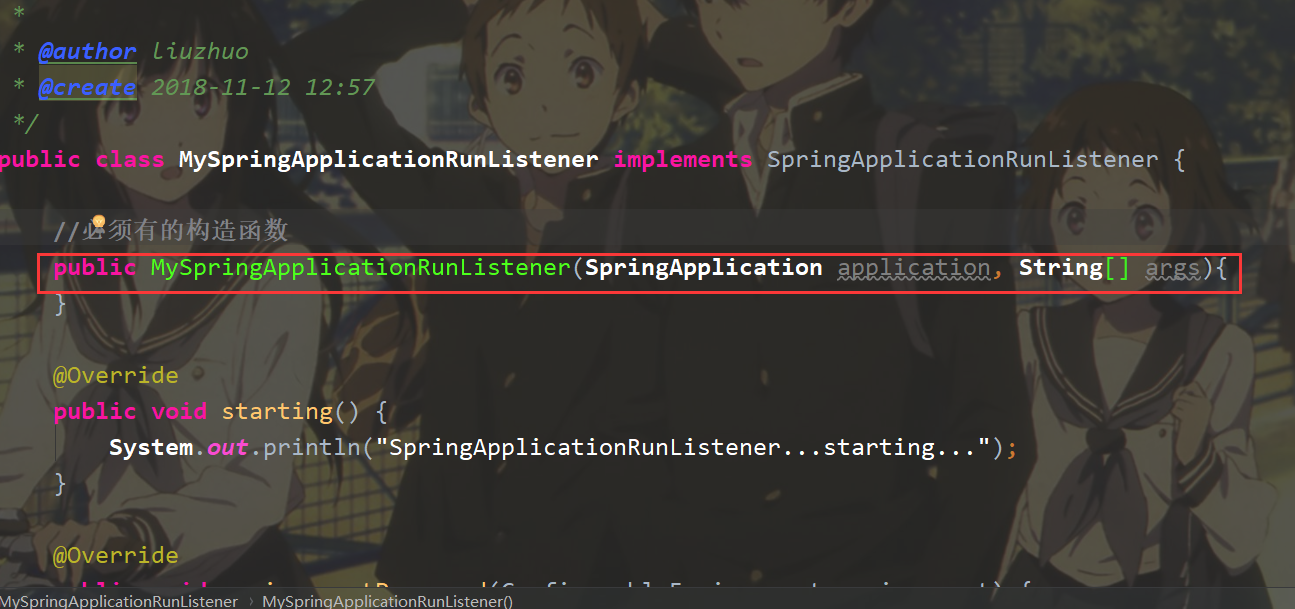 *
* @author liuzhuo
* @create 2018-11-12 12:57
*/
public class MySpringApplicationRunListener implements SpringApplicationRunListener {
//必须有的构造函数
public MySpringApplicationRunListener(SpringApplication application, String[] args){
}
@Override
public void starting() {
System.out.println("SpringApplicationRunListener...starting...");
}
@Override
MySpringApplicationRunListener › MySpringApplicationRunListener()